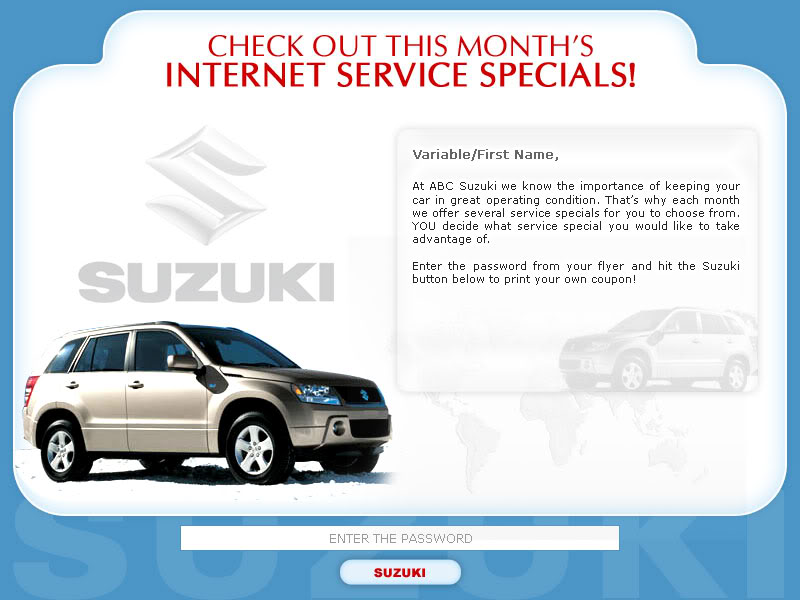 CHECK OUT THIS MONTH'S
INTERNET SERVICE SPECIALS!
SUZUKI
Variable/First Name,
At ABC Suzuki we know the importance of keeping your
car in great operating condition. That's why each month
we offer several service specials for you to choose from.
YOU decide what service special you would like to take
advantage of.
Enter the password from your flyer and hit the Suzuki
button below to print your own coupon!
SUZUKI
ENTER THE PASSWORD
SUZUKI